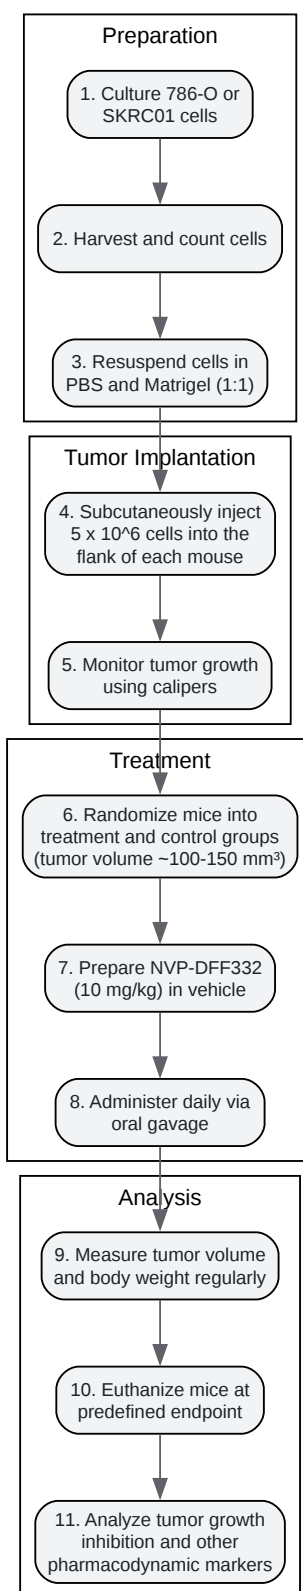 Preparation
1. Culture 786-O or
SKRC01 cells
2. Harvest and count cells
3. Resuspend cells in
PBS and Matrigel (1:1)
Tumor Implantation
4. Subcutaneously inject
5 x 10^6 cells into the
flank of each mouse
5. Monitor tumor growth
using calipers
Treatment
6. Randomize mice into
treatment and control groups
(tumor volume ~100-150 mm³)
7. Prepare NVP-DFF332
(10 mg/kg) in vehicle
8. Administer daily via
oral gavage
Analysis
9. Measure tumor volume
and body weight regularly
10. Euthanize mice at
predefined endpoint
11. Analyze tumor growth
inhibition and other
pharmacodynamic markers